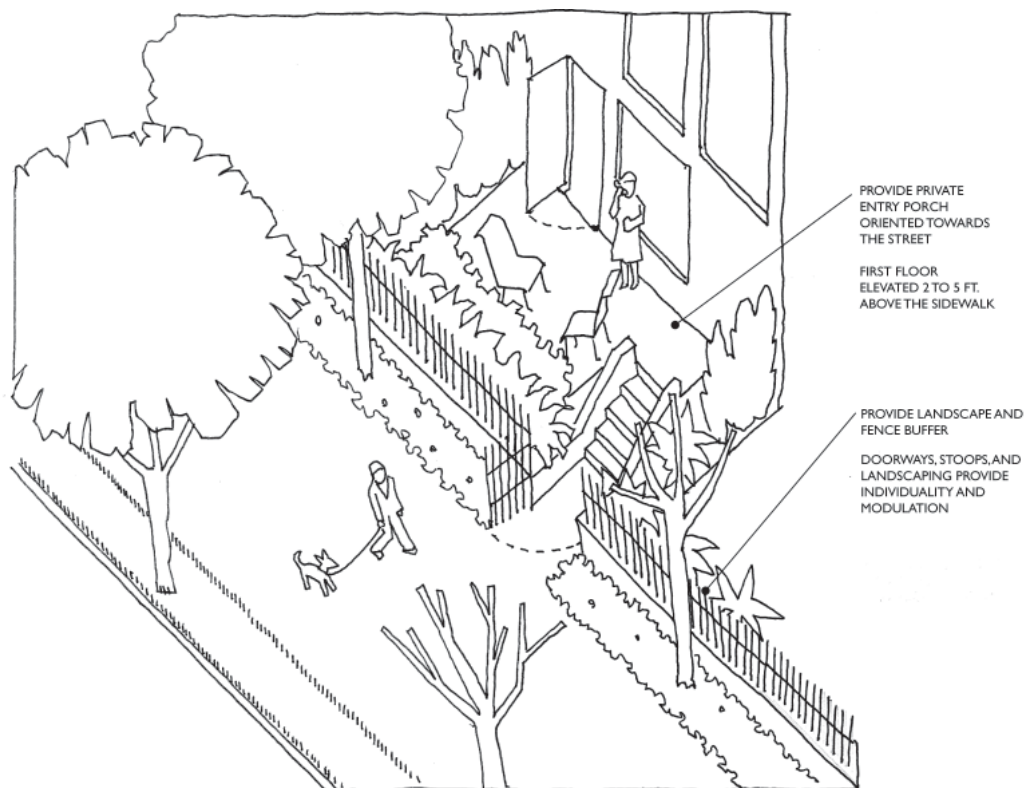 PROVIDE PRIVATE
ENTRY PORCH
ORIENTED TOWARDS
THE STREET
FIRST FLOOR
ELEVATED 2 TO 5 FT.
ABOVE THE SIDEWALK
PROVIDE LANDSCAPE AND
FENCE BUFFER
DOORWAYS, STOOPS, AND
LANDSCAPING PROVIDE
INDIVIDUALITY AND
MODULATION